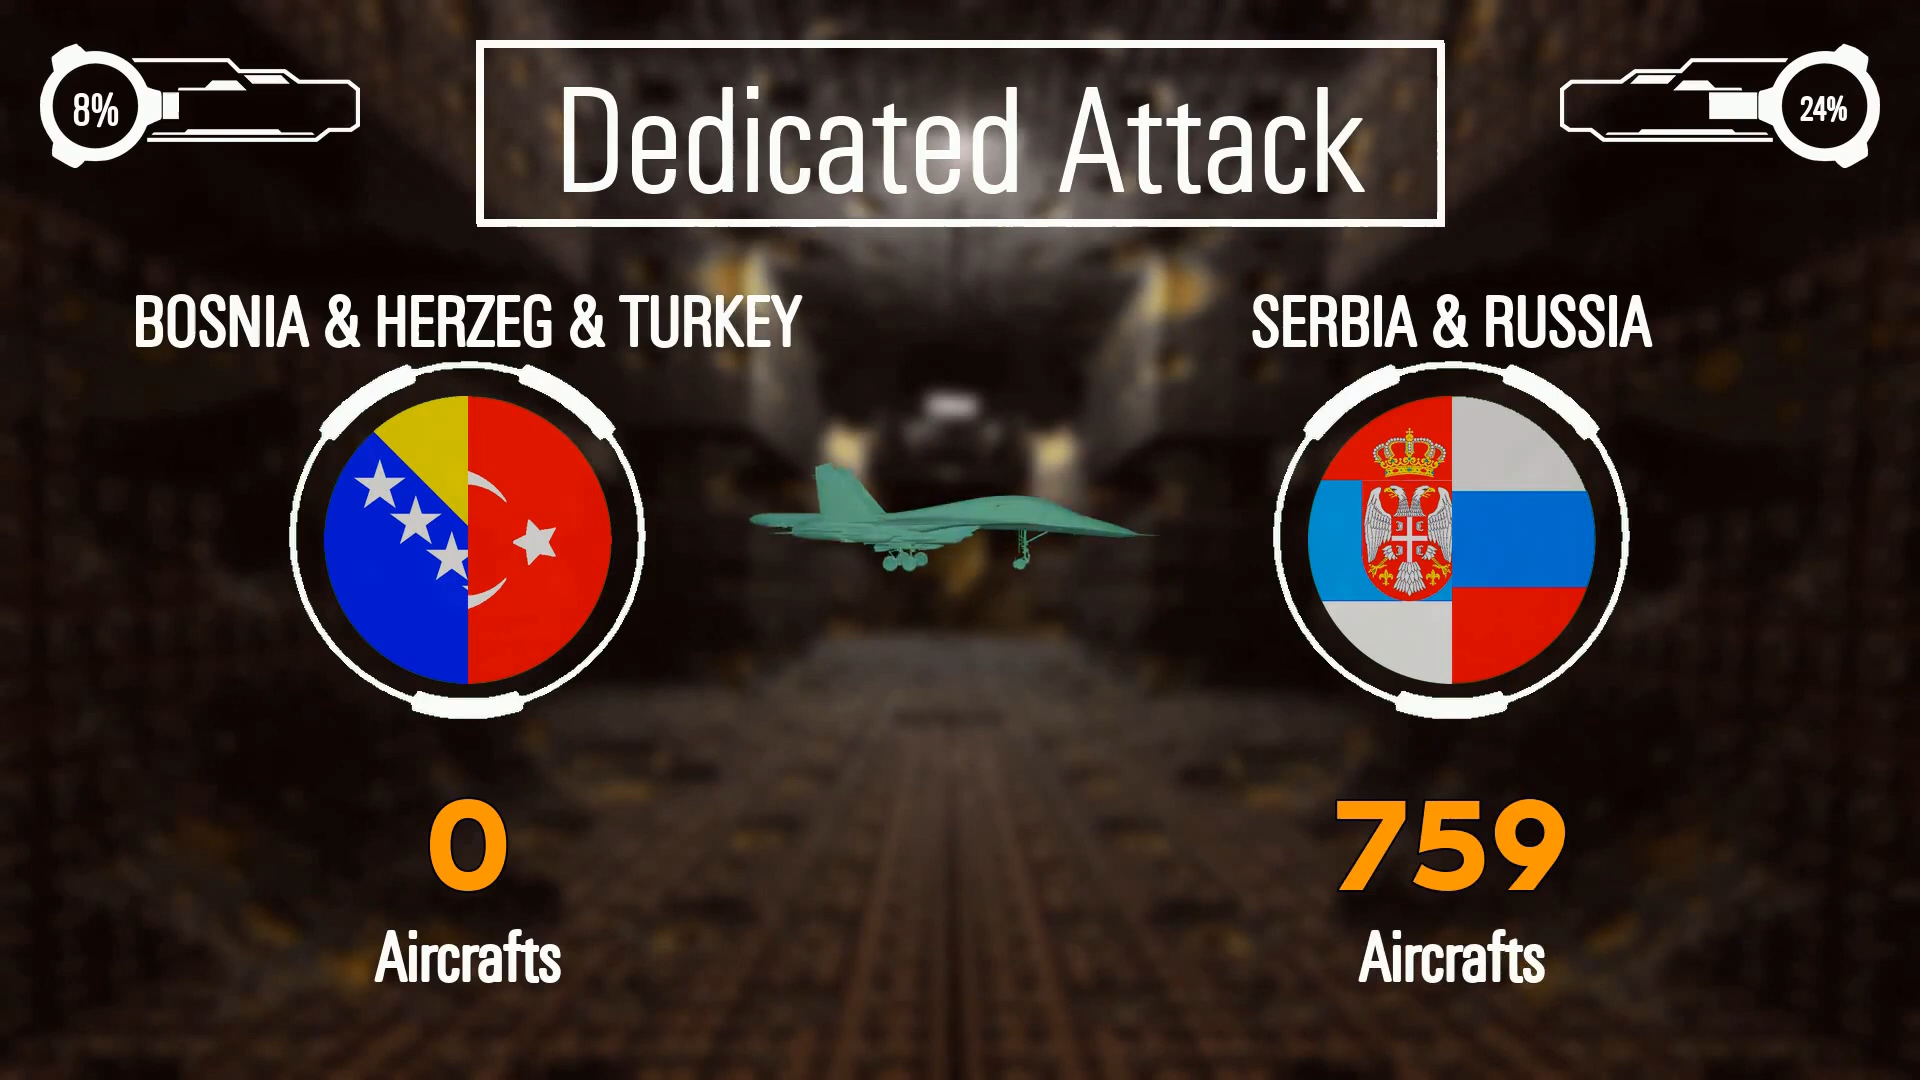 8%
Dedicated Attack
24%
BOSNIA & HERZEG & TURKEY
SERBIA & RUSSIA
0
759
Aircrafts
Aircrafts